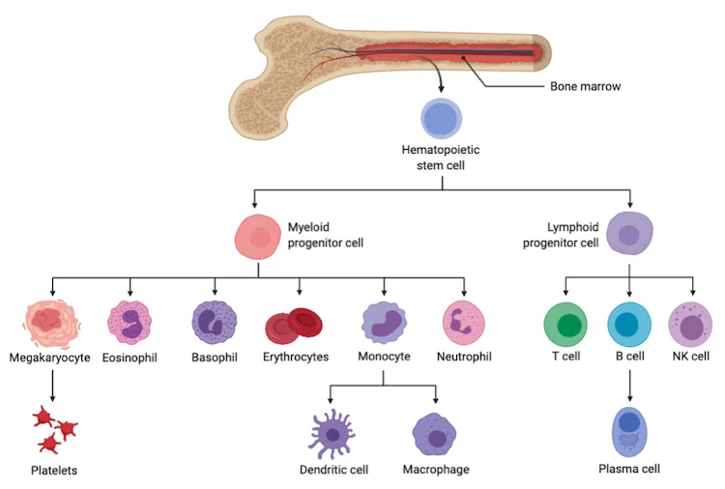 Bone marrow
Hematopoietic
stem cell
Myeloid
progenitor cell
Lymphoid
progenitor cell
Megakaryocyte
Eosinophil
Basophil
Erythrocytes
Monocyte
Neutrophil
T cell
B cell
NK cell
Platelets
Dendritic cell
Macrophage
Plasma cell